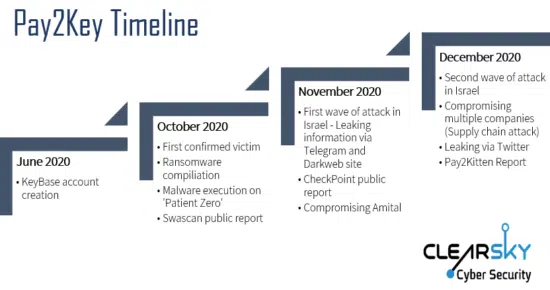 Pay2Key Timeline
June 2020
• KeyBase account
creation
October 2020
• First confirmed victim
• Ransomware
compiliation
• Malware execution on
'Patient Zero'
• Swascan public report
November 2020
• First wave of attack in
Israel - Leaking
information via
Telegram and
Darkweb site
• CheckPoint public
report
• Compromising Amital
December 2020
• Second wave of attack
in Israel
• Compromising
multiple companies
(Supply chain attack)
• Leaking via Twitter
• Pay2Kitten Report
CLEARSKY
Cyber Security